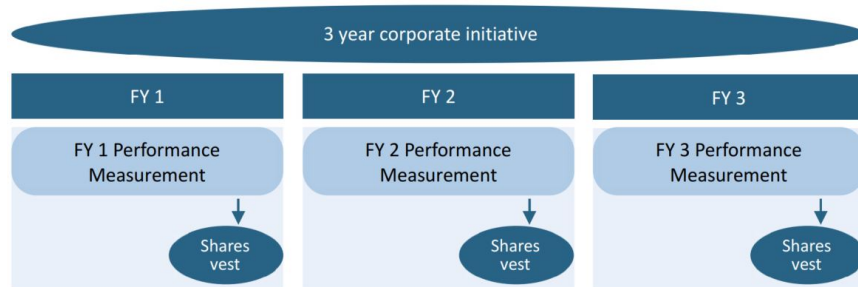 3 year corporate initiative
FY 1
FY 2
FY 3
FY 1 Performance
Measurement
FY 2 Performance
Measurement
FY 3 Performance
Measurement
Shares
vest
Shares
vest
Shares
vest